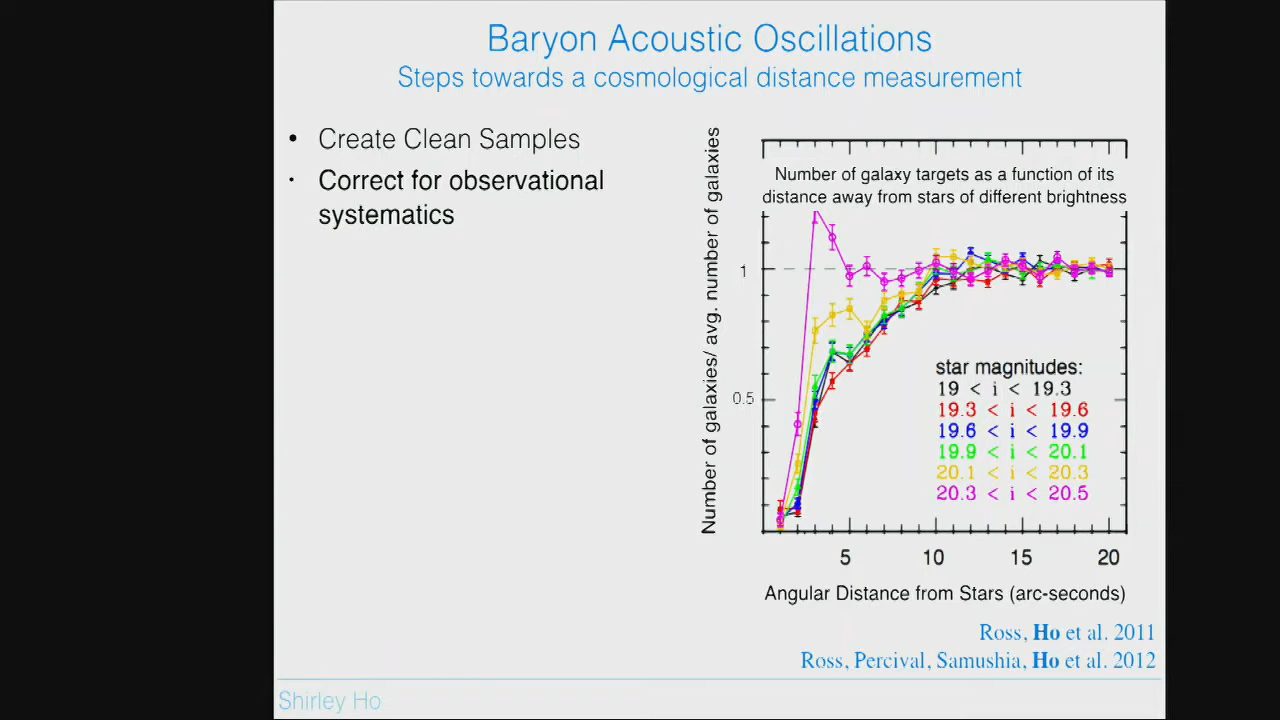 Baryon Acoustic Oscillations
Steps towards a cosmological distance measurement
• Create Clean Samples
• Correct for observational
systematics
Number of galaxies/ avg. number of galaxies
Number of galaxy targets as a function of its
distance away from stars of different brightness
1
0.5
star magnitudes:
19 < i < 19.3
19.3 < i < 19.6
19.6 < i < 19.9
19.9 < i < 20.1
20.1 < i < 20.3
20.3 < i < 20.5
5 10 15 20
Angular Distance from Stars (arc-seconds)
Ross, Ho et al. 2011
Ross, Percival, Samushia, Ho et al. 2012
Shirley Ho